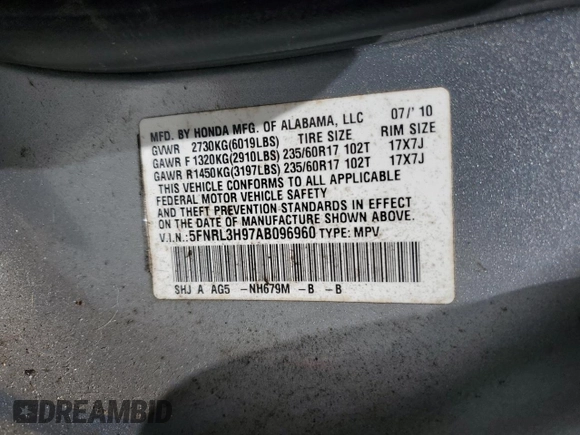 MFD. BY HONDA MFG. OF ALABAMA, LLC 07/'10
GVWR 2730KG(6019LBS) TIRE SIZE RIM SIZE
GAWR F 1320KG(2910LBS) 235/60R17 102T 17X7J
GAWR R1450KG(3197LBS) 235/60R17 102T 17X7J
THIS VEHICLE CONFORMS TO ALL APPLICABLE
FEDERAL MOTOR VEHICLE SAFETY
AND THEFT PREVENTION STANDARDS IN EFFECT
ON THE DATE OF MANUFACTURE SHOWN ABOVE.
V.I.N.: 5FNRL3H97AB096960 TYPE: MPV
SHJ A AG5 -NH679M -B -B
DREAMBID